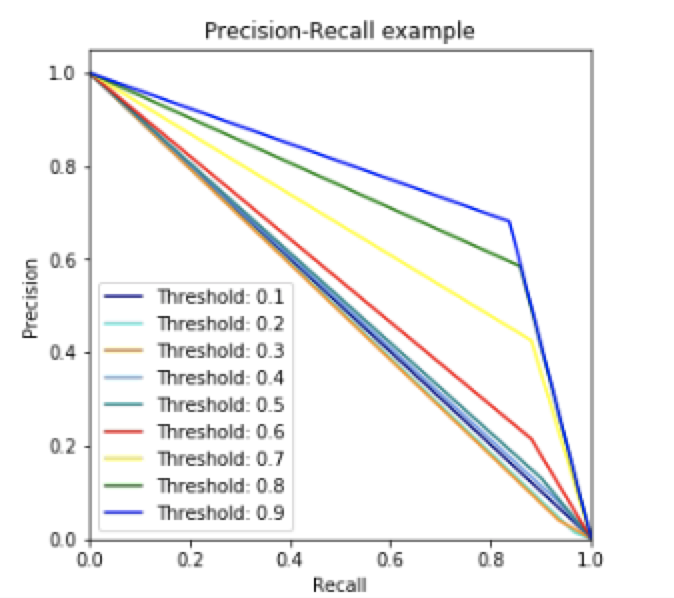 Precision-Recall example
1.0
0.8
0.6
0.4
0.2
0.0
Precision
Threshold: 0.1
Threshold: 0.2
Threshold: 0.3
Threshold: 0.4
Threshold: 0.5
Threshold: 0.6
Threshold: 0.7
Threshold: 0.8
Threshold: 0.9
0.0 0.2 0.4 0.6 0.8 1.0
Recall